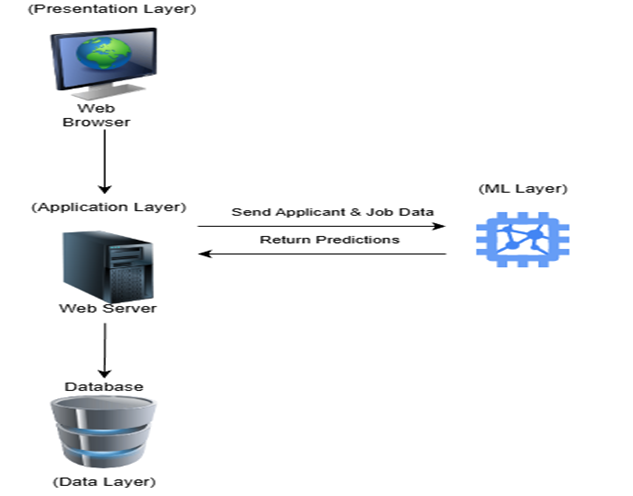 (Presentation Layer)
Web
Browser
(Application Layer)
Send Applicant & Job Data
(ML Layer)
Return Predictions
Web Server
Database
(Data Layer)